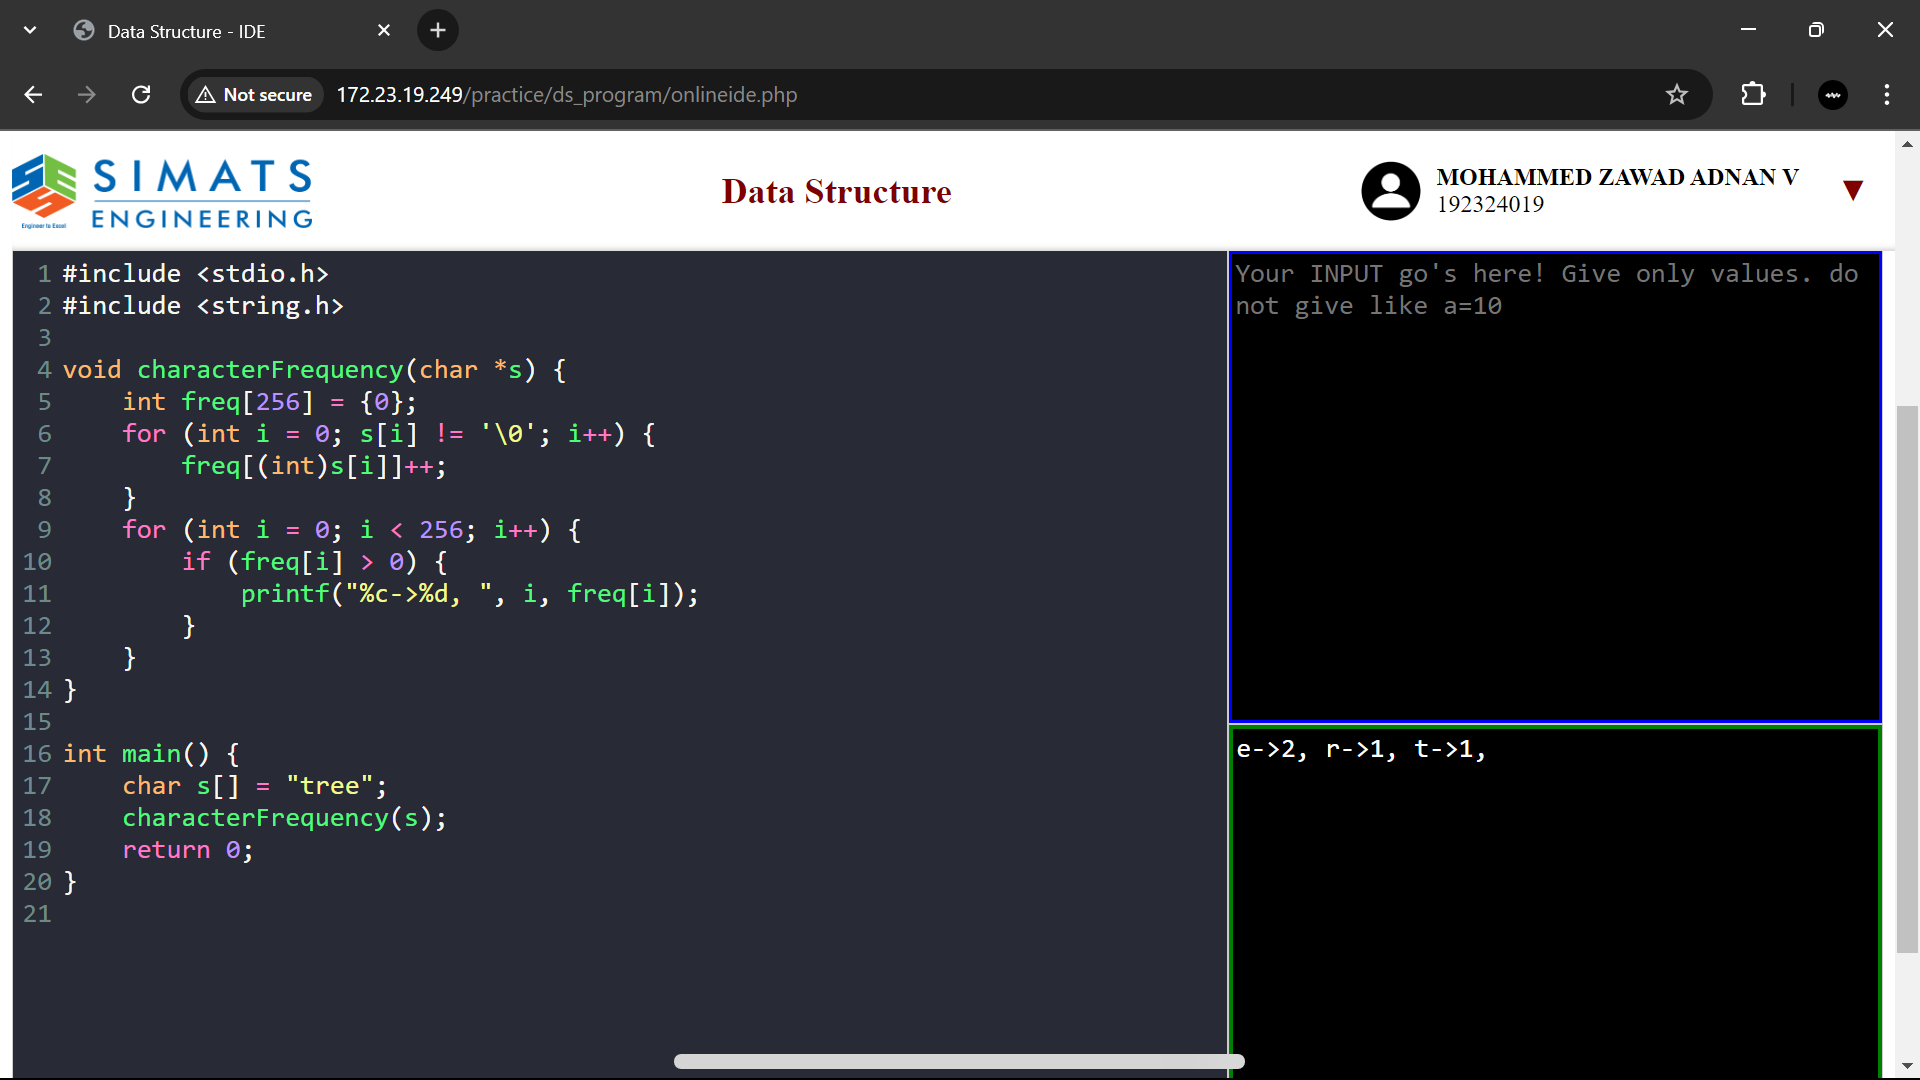 Data Structure - IDE
Not secure 172.23.19.249/practice/ds_program/onlineide.php
SIMATS
ENGINEERING
Engineer to Excel
Data Structure
MOHAMMED ZAWAD ADNAN V
192324019
1 #include <stdio.h>
2 #include <string.h>
3
4 void characterFrequency(char *s) {
5     int freq[256] = {0};
6     for (int i = 0; s[i] != '\0'; i++) {
7         freq[(int)s[i]]++;
8     }
9     for (int i = 0; i < 256; i++) {
10         if (freq[i] > 0) {
11             printf("%c->%d, ", i, freq[i]);
12         }
13     }
14 }
15
16 int main() {
17     char s[] = "tree";
18     characterFrequency(s);
19     return 0;
20 }
21
Your INPUT go's here! Give only values. do
not give like a=10
e->2, r->1, t->1,